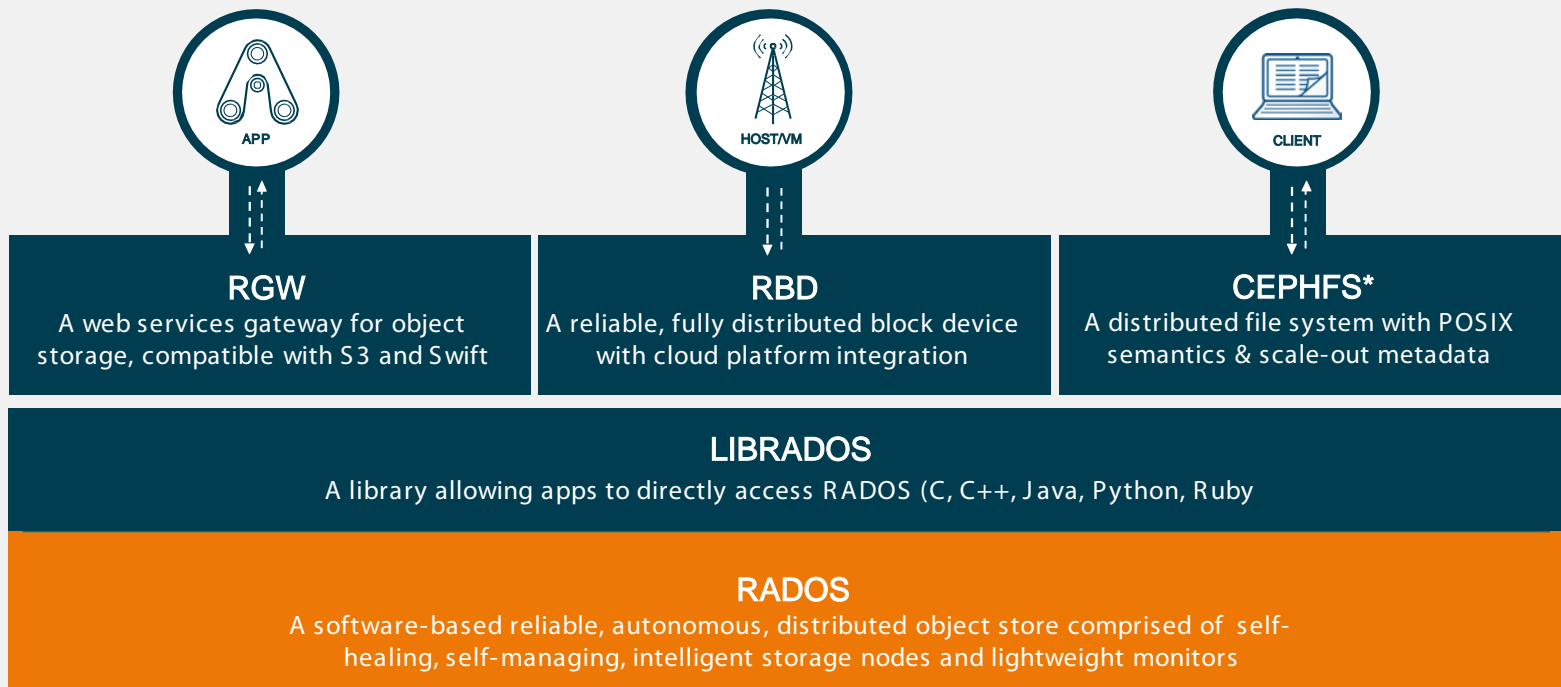 APP
HOST/VM
CLIENT
RGW
A web services gateway for object
storage, compatible with S3 and Swift
RBD
A reliable, fully distributed block device
with cloud platform integration
CEPHFS*
A distributed file system with POSIX
semantics & scale-out metadata
LIBRADOS
A library allowing apps to directly access RADOS (C, C++, Java, Python, Ruby
RADOS
A software-based reliable, autonomous, distributed object store comprised of self-
healing, self-managing, intelligent storage nodes and lightweight monitors